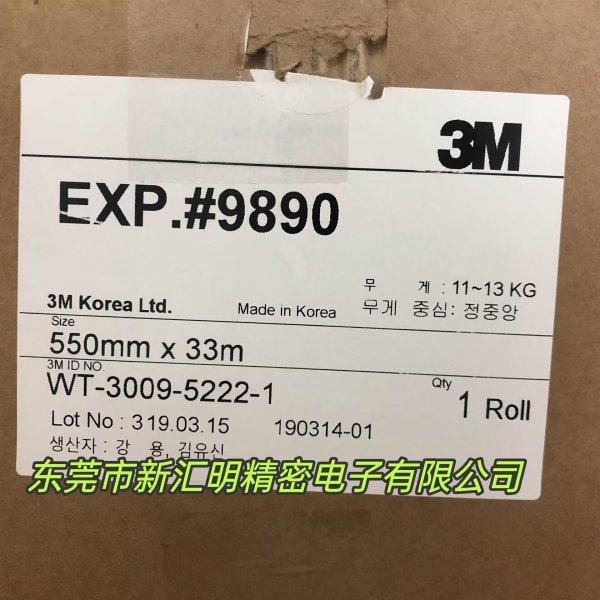 3M
EXP.#9890
무 게 : 11~13 KG
3M Korea Ltd. Made in Korea 무게 중심: 정중앙
Size
550mm x 33m
3M ID NO.
WT-3009-5222-1 Qty 1 Roll
Lot No : 319.03.15 190314-01
생산자 : 강 용, 김유신
东莞市新汇明精密电子有限公司